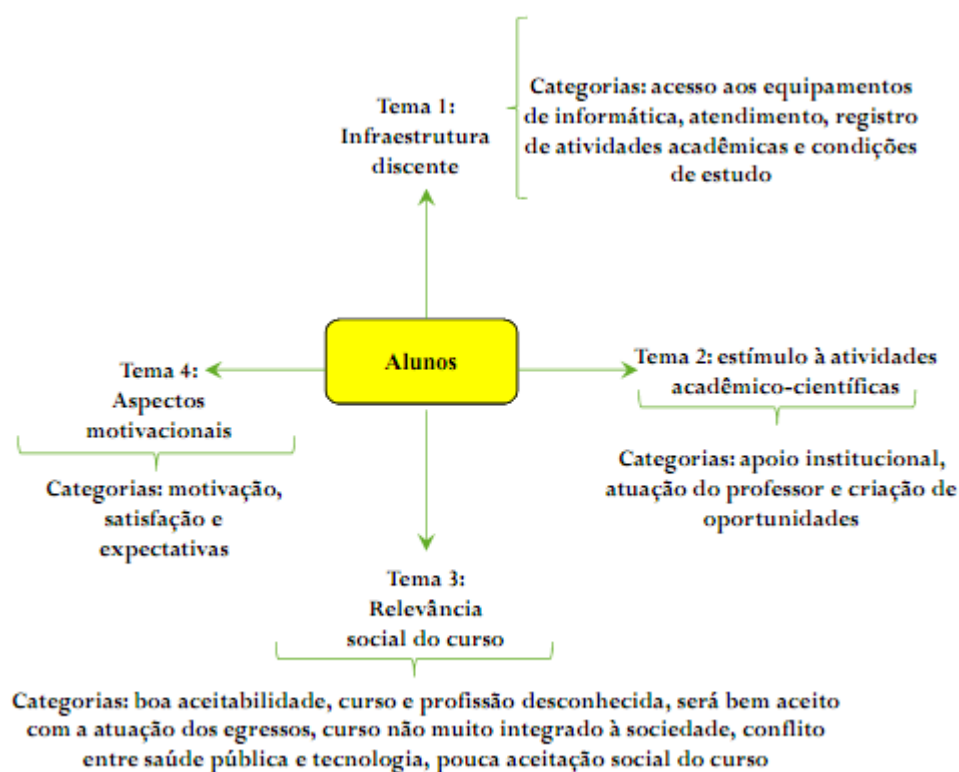 Tema 1:
Infraestrutura
discente
Categorias: acesso aos equipamentos
de informática, atendimento, registro
de atividades acadêmicas e condições
de estudo
Alunos
Tema 2: estímulo à atividades
acadêmico-científicas
Categorias: apoio institucional,
atuação do professor e criação de
oportunidades
Tema 4:
Aspectos
motivacionais
Categorias: motivação,
satisfação e
expectativas
Tema 3:
Relevância
social do curso
Categorias: boa aceitabilidade, curso e profissão desconhecida, será bem aceito
com a atuação dos egressos, curso não muito integrado à sociedade, conflito
entre saúde pública e tecnologia, pouca aceitação social do curso